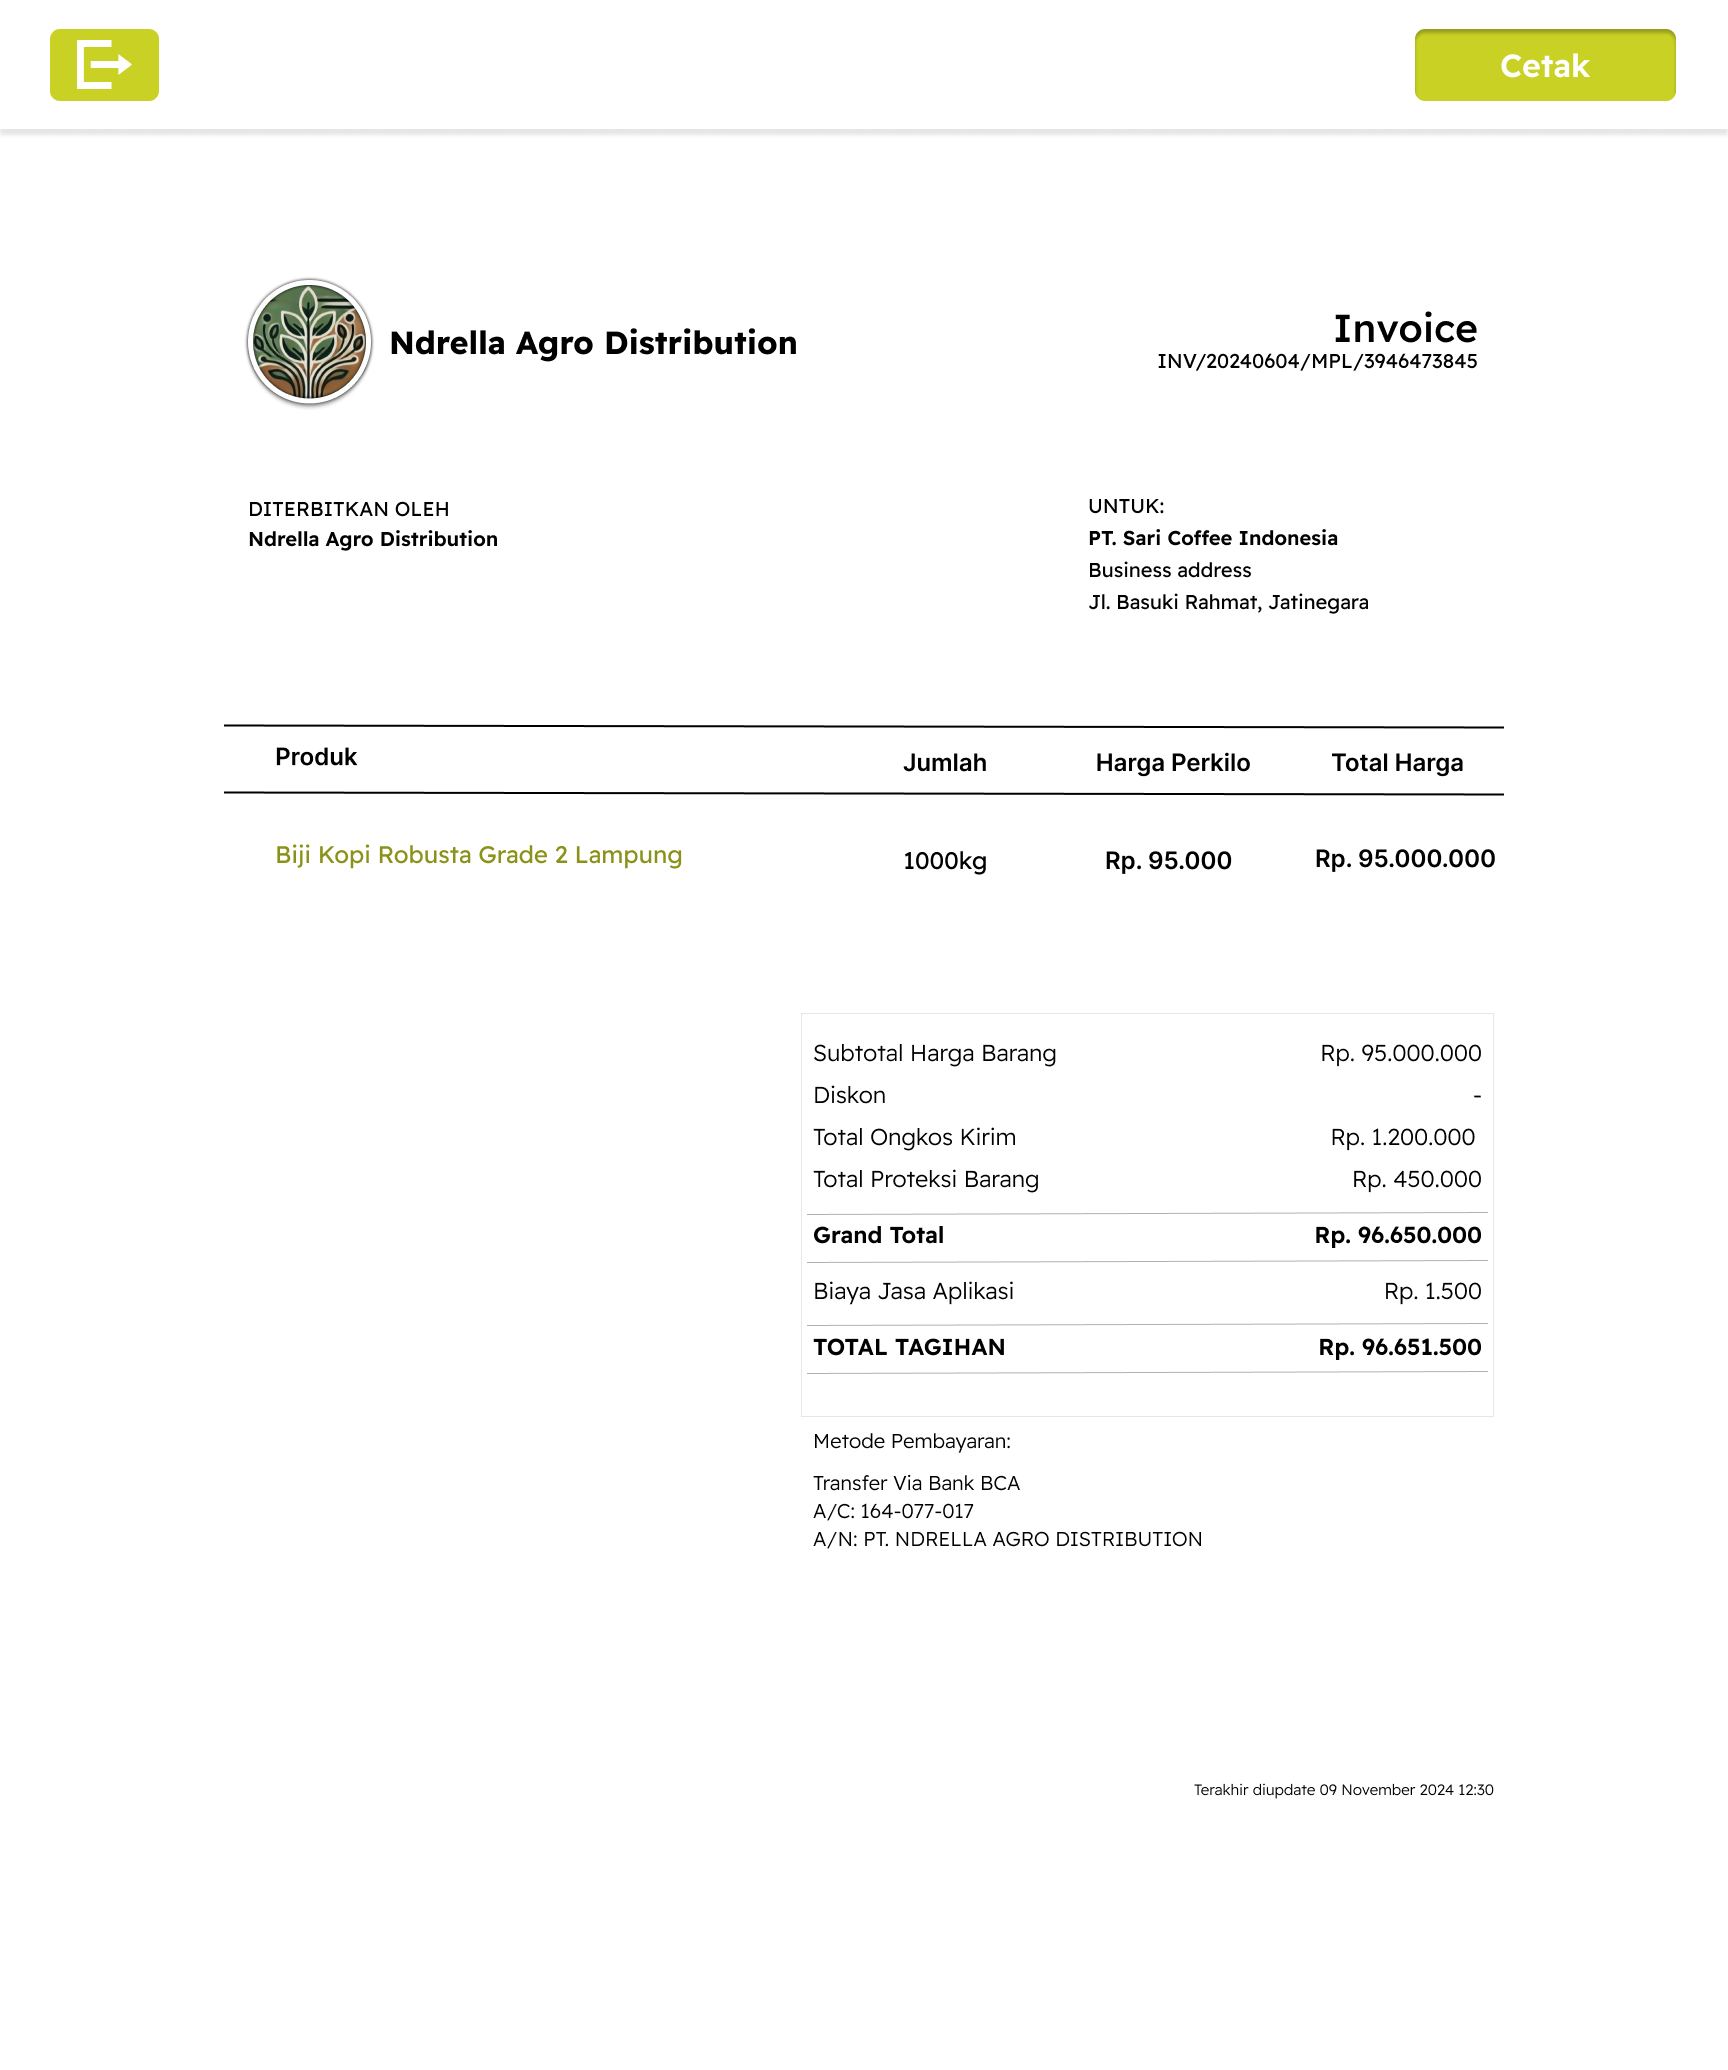 Cetak
Ndrella Agro Distribution
Invoice
INV/20240604/MPL/3946473845
DITERBITKAN OLEH
Ndrella Agro Distribution
UNTUK:
PT. Sari Coffee Indonesia
Business address
Jl. Basuki Rahmat, Jatinegara
Produk Jumlah Harga Perkilo Total Harga
Biji Kopi Robusta Grade 2 Lampung 1000kg Rp. 95.000 Rp. 95.000.000
Subtotal Harga Barang Rp. 95.000.000
Diskon -
Total Ongkos Kirim Rp. 1.200.000
Total Proteksi Barang Rp. 450.000
Grand Total Rp. 96.650.000
Biaya Jasa Aplikasi Rp. 1.500
TOTAL TAGIHAN Rp. 96.651.500
Metode Pembayaran:
Transfer Via Bank BCA
A/C: 164-077-017
A/N: PT. NDRELLA AGRO DISTRIBUTION
Terakhir diupdate 09 November 2024 12:30